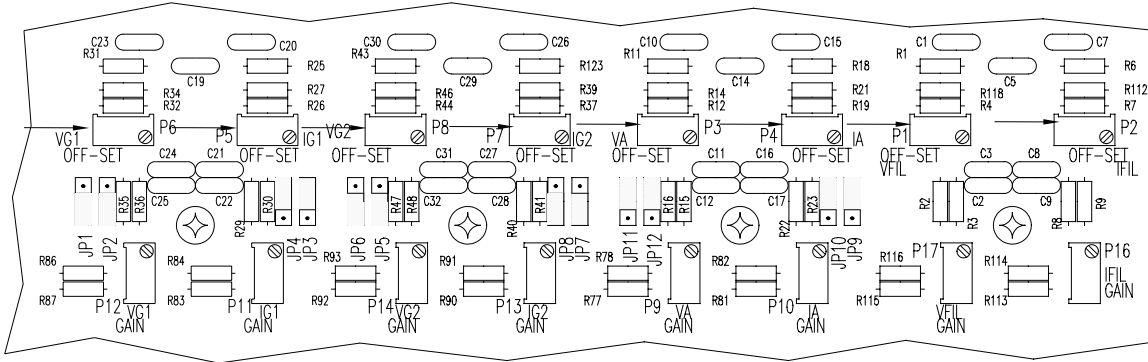 C23 C20 C30 C26 C10 C15 C1 C7
R31 R25 R43 R123 R11 R18 R1 R6
C19 C29 C14 C5
R34 R27 R46 R39 R14 R21 R118 R112
R32 R26 R44 R37 R12 R19 R4 R7
VG1 P6 P5 IG1 VG2 P8 P7 IG2 VA P3 P4 IA P1 P2
OFF-SET OFF-SET OFF-SET OFF-SET OFF-SET OFF-SET OFF-SET OFF-SET
VFIL IFIL
C24 C21 C31 C27 C11 C16 C3 C8
C25 C22 C32 C28 C12 C17 C2 C9
R35 R36 R29 R30 R47 R48 R40 R41 R16 R15 R22 R23 R2 R3 R8 R9
JP1 JP2 JP4 JP3 JP6 JP5 JP8 JP7 JP11 JP12 JP10 JP9
R86 R84 R93 R91 R78 R82 R116 P17 R114 P16
R87 R83 R92 R90 R77 R81 R115 R113
P12 P11 P14 P13 P9 P10
VG1 IG1 VG2 IG2 VA IA VFIL IFIL
GAIN GAIN GAIN GAIN GAIN GAIN GAIN GAIN